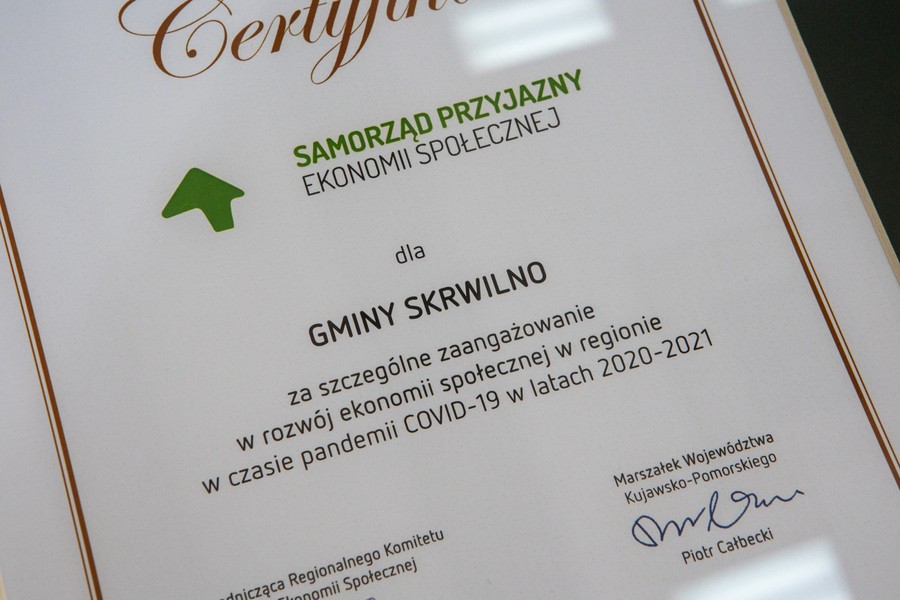 SAMORZĄD PRZYJAZNY
EKONOMII SPOŁECZNEJ
dla
GMINY SKRWILNO
za szczególne zaangażowanie
w rozwój ekonomii społecznej w regionie
w czasie pandemii COVID-19 w latach 2020-2021
Marszałek Województwa
Kujawsko-Pomorskiego
Piotr Całbecki
Regionalnego Komitetu
Ekonomii Społecznej